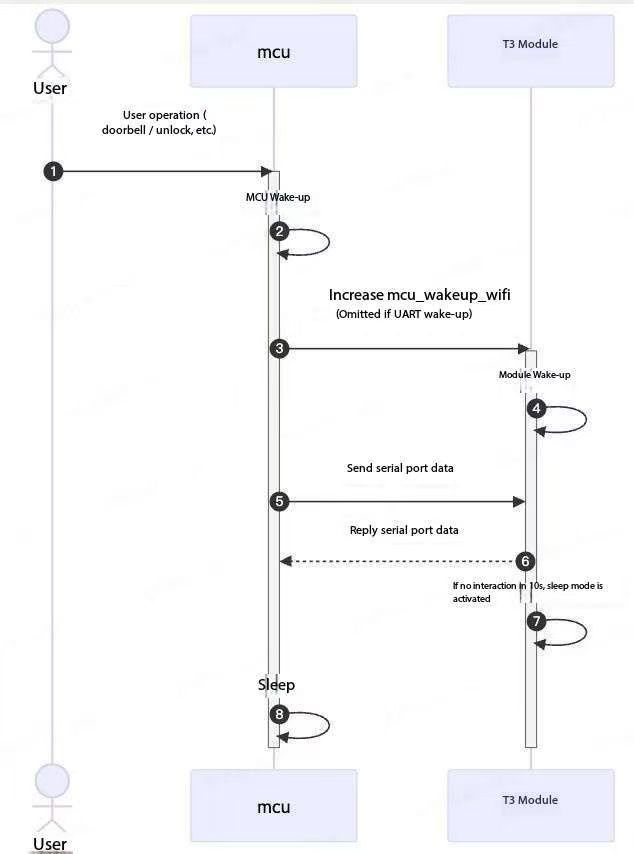 mcu
T3 Module
User
User operation (
doorbell / unlock, etc.)
1
MCU Wake-up
2
Increase mcu_wakeup_wifi
(Omitted if UART wake-up)
3
Module Wake-up
4
Send serial port data
5
Reply serial port data
6
If no interaction in 10s, sleep mode is
activated
7
Sleep
8
mcu
T3 Module
User